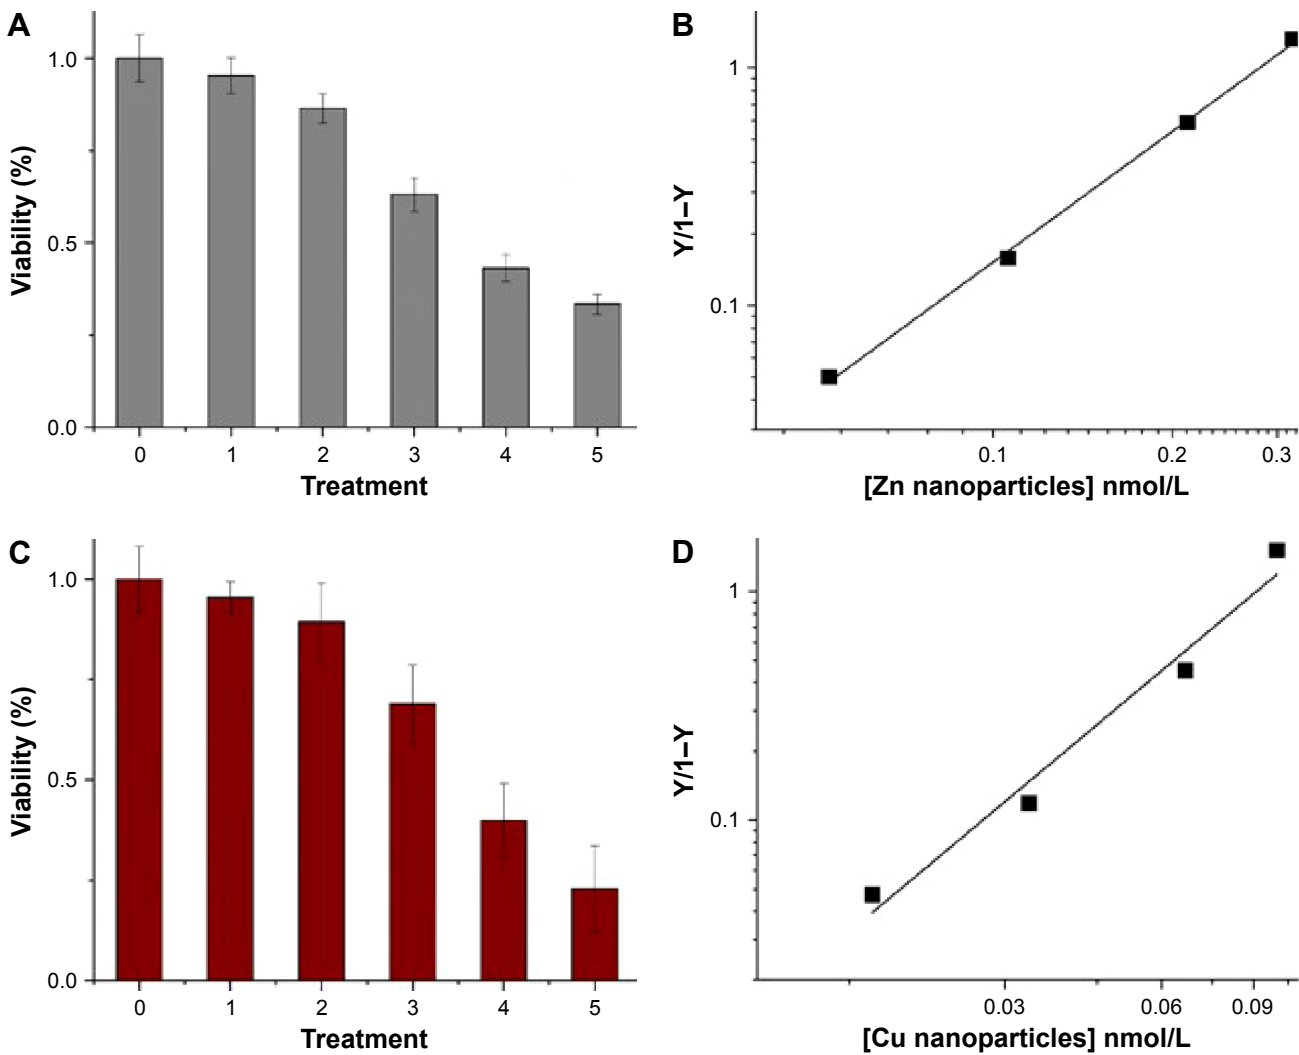 A
Viability (%)
1.0
0.5
0.0
0 1 2 3 4 5
Treatment
B
Y/1–Y
1
0.1
0.1 0.2 0.3
[Zn nanoparticles] nmol/L
C
Viability (%)
1.0
0.5
0.0
0 1 2 3 4 5
Treatment
D
Y/1–Y
1
0.1
0.03 0.06 0.09
[Cu nanoparticles] nmol/L